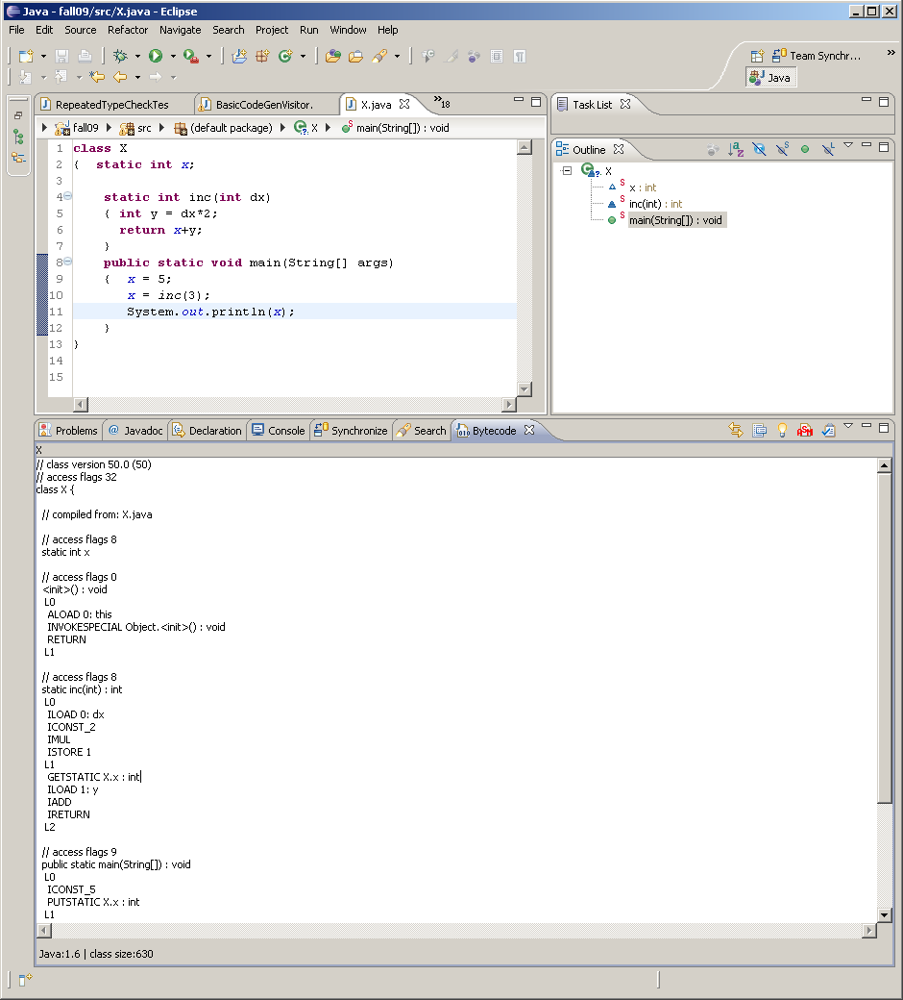 Java - fall09/src/X.java - Eclipse
File Edit Source Refactor Navigate Search Project Run Window Help
Team Synchr... »
Java
RepeatedTypeCheckTes BasicCodeGenVisitor. X.java »18
fall09 src (default package) X main(String[]) : void
1 class X
2 { static int x;
3
4 static int inc(int dx)
5 { int y = dx*2;
6 return x+y;
7 }
8 public static void main(String[] args)
9 { x = 5;
10 x = inc(3);
11 System.out.println(x);
12 }
13 }
14
15
Task List
Outline
X
S x : int
S inc(int) : int
S main(String[]) : void
Problems @ Javadoc Declaration Console Synchronize Search Bytecode
X
// class version 50.0 (50)
// access flags 32
class X {
// compiled from: X.java
// access flags 8
static int x
// access flags 0
<init>() : void
L0
ALOAD 0: this
INVOKESPECIAL Object.<init>() : void
RETURN
L1
// access flags 8
static inc(int) : int
L0
ILOAD 0: dx
ICONST_2
IMUL
ISTORE 1
L1
GETSTATIC X.x : int
ILOAD 1: y
IADD
IRETURN
L2
// access flags 9
public static main(String[]) : void
L0
ICONST_5
PUTSTATIC X.x : int
L1
Java:1.6 | class size:630